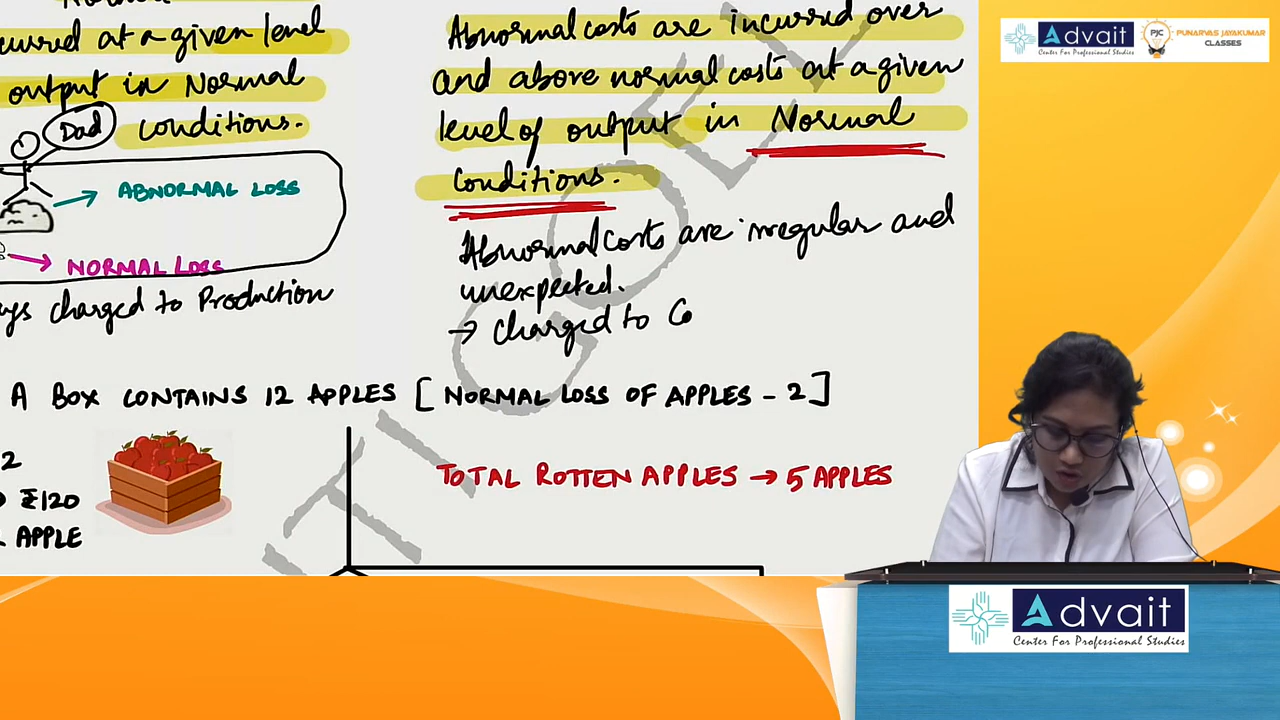 curred at a given level
output in Normal
conditions.
Dad
→ ABNORMAL LOSS
→ NORMAL LOSS
ys charged to Production
Abnormal costs are incurred over
and above normal costs at a given
level of output in Normal
Conditions.
Abnormal costs are irregular and
unexpected.
→ Charged to Co
A BOX CONTAINS 12 APPLES [NORMAL LOSS OF APPLES - 2]
2
₹120
APPLE
TOTAL ROTTEN APPLES → 5 APPLES
Advait
Center For Professional Studies
PJC
PUNARVAS JAYAKUMAR
CLASSES
Advait
Center For Professional Studies